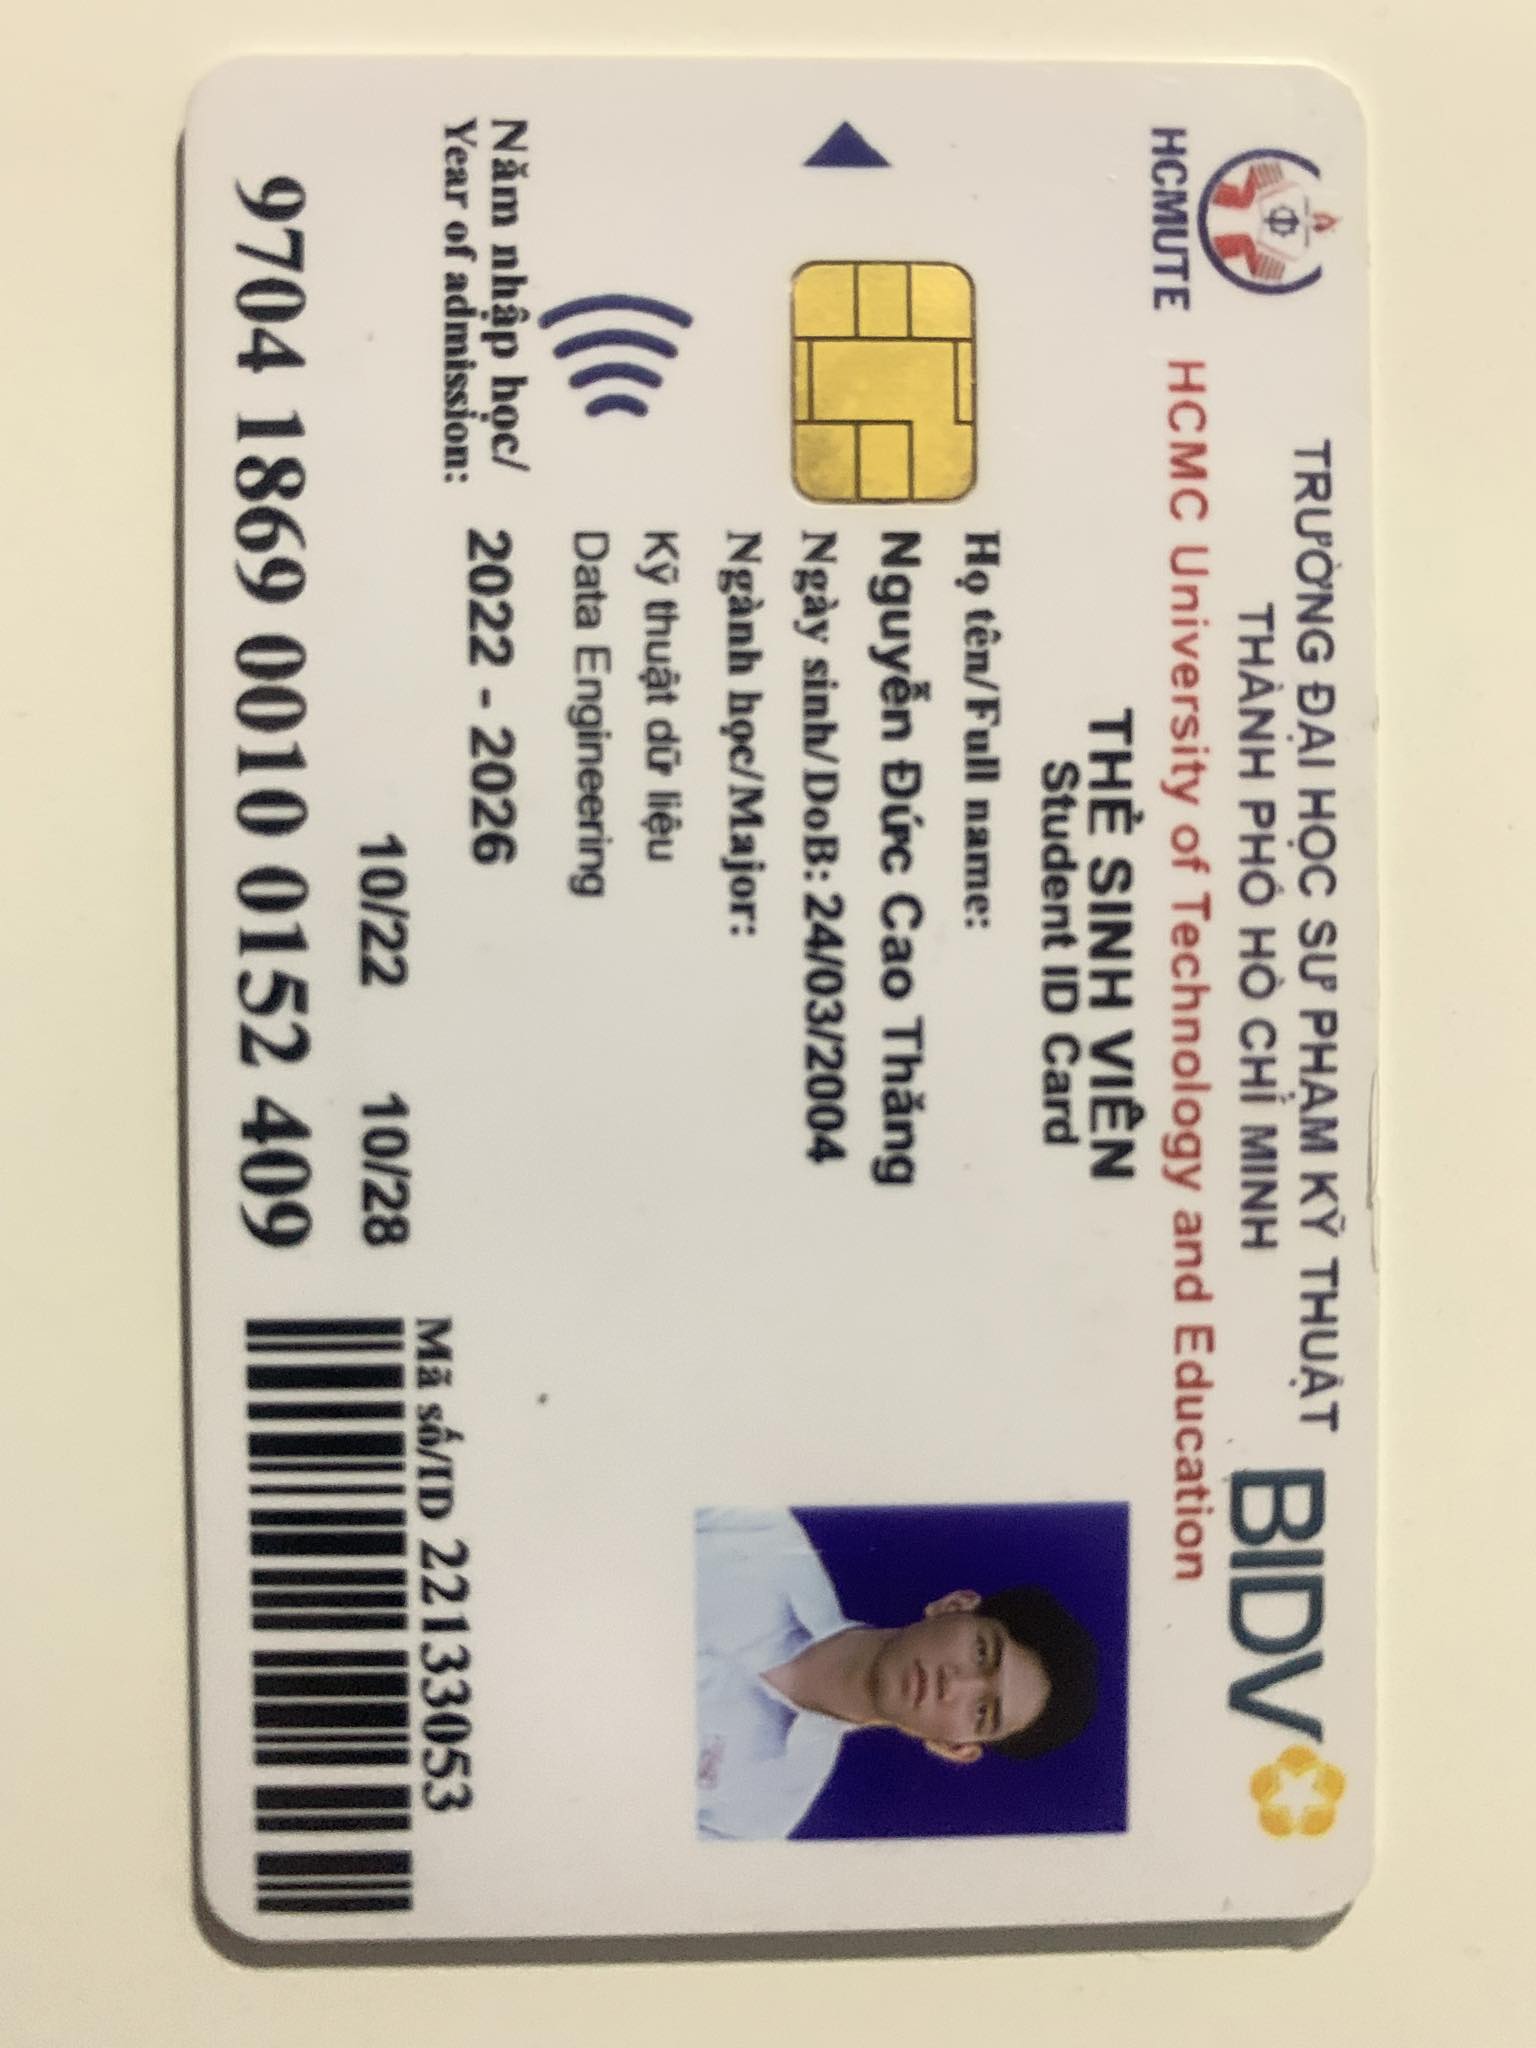 HCMUTE
TRƯỜNG ĐẠI HỌC SƯ PHẠM KỸ THUẬT
THÀNH PHỐ HỒ CHÍ MINH
HCMC University of Technology and Education
BIDV
THẺ SINH VIÊN
Student ID Card
Họ tên/Full name:
Nguyễn Đức Cao Thăng
Ngày sinh/DoB: 24/03/2004
Ngành học/Major:
Kỹ thuật dữ liệu
Data Engineering
Năm nhập học/
Year of admission:
2022 - 2026
10/22 10/28
Mã số/ID 22133053
9704 1869 0010 0152 409